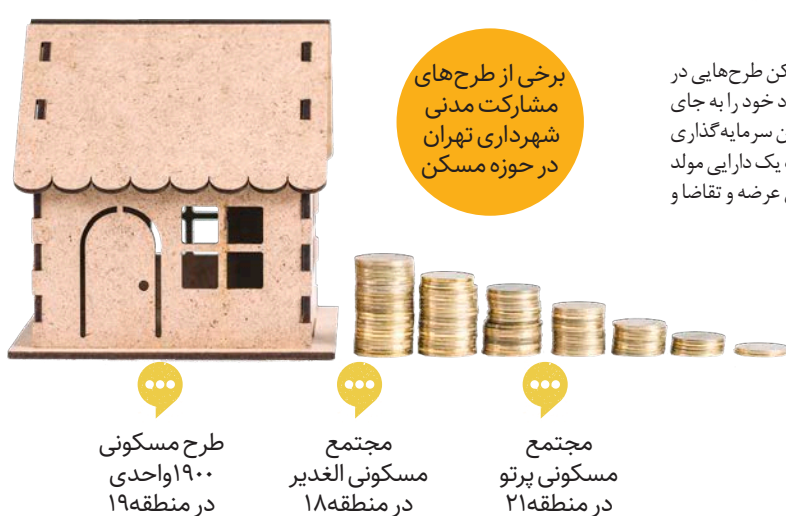 برخی از طرح‌های
مشارکت مدنی
شهرداری تهران
در حوزه مسکن
طرح‌هایی در
خود را به جای
سرمایه‌گذاری
یک دارایی مولد
عرضه و تقاضا و
مجتمع
مسکونی پرتو
در منطقه۲۱
مجتمع
مسکونی الغدیر
در منطقه۱۸
طرح مسکونی
۱۹۰۰واحدی
در منطقه۱۹